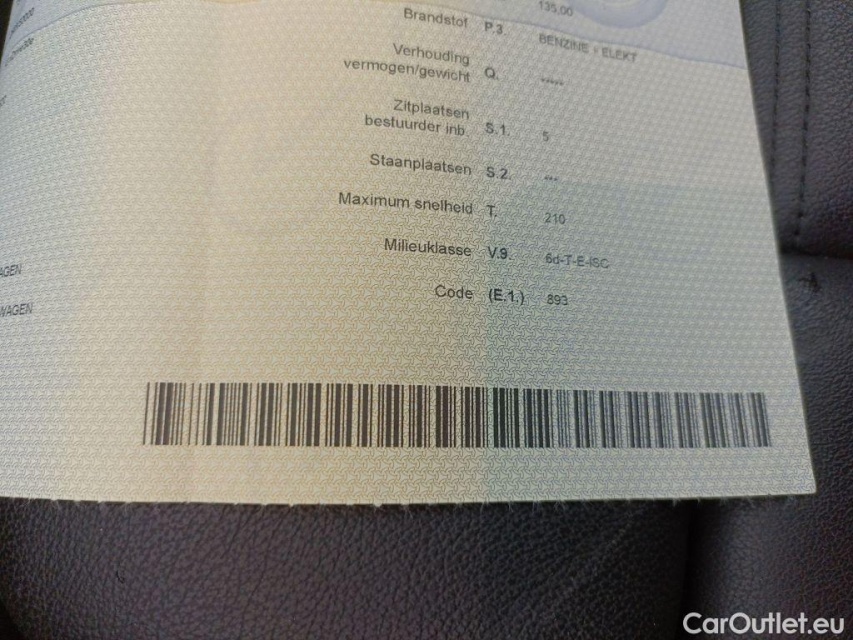 135,00
Brandstof P.3. BENZINE + ELEKT
Verhouding
vermogen/gewicht Q. *****
Zitplaatsen
bestuurder inb. S.1. 5
Staanplaatsen S.2. ***
Maximum snelheid T. 210
Milieuklasse V.9. 6d-T-E-ISC
AGEN
Code (E.1.) 893
WAGEN
CarOutlet.eu